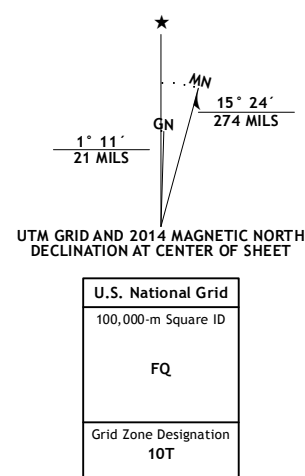 ★
MN
GN
15° 24´
274 MILS
1° 11´
21 MILS
UTM GRID AND 2014 MAGNETIC NORTH
DECLINATION AT CENTER OF SHEET
U.S. National Grid
100,000-m Square ID
FQ
Grid Zone Designation
10T